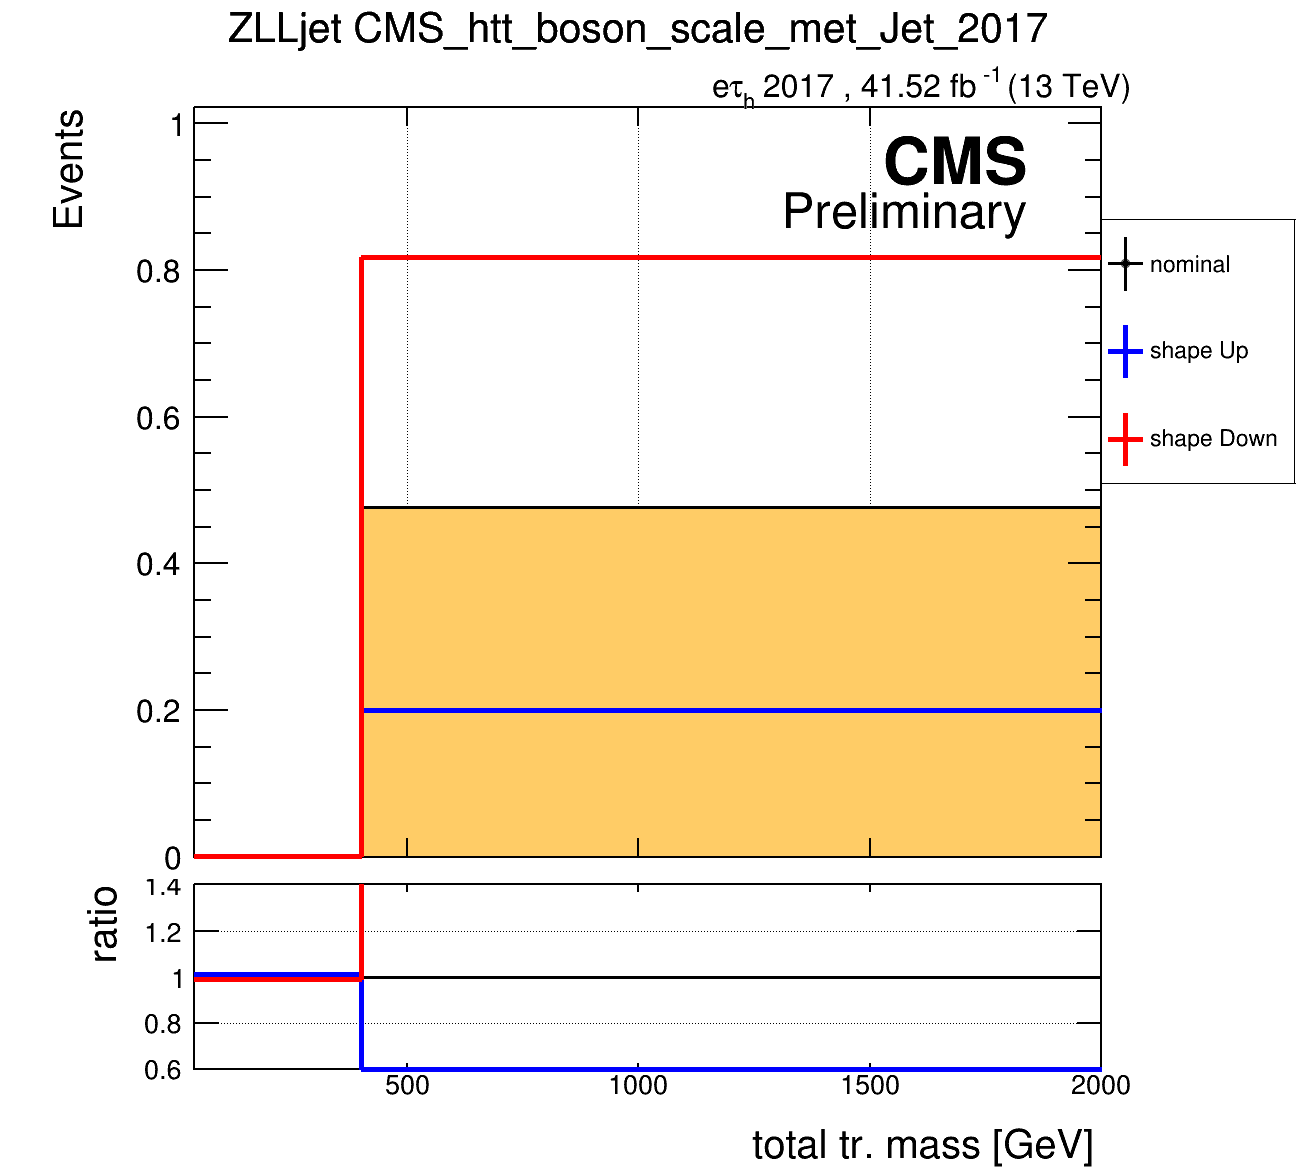 ZLLjet CMS_htt_boson_scale_met_Jet_2017
eτh 2017 , 41.52 fb -1 (13 TeV)
Events
1
0.8
0.6
0.4
0.2
0
CMS
Preliminary
nominal
shape Up
shape Down
ratio
1.4
1.2
1
0.8
0.6
500
1000
1500
2000
total tr. mass [GeV]